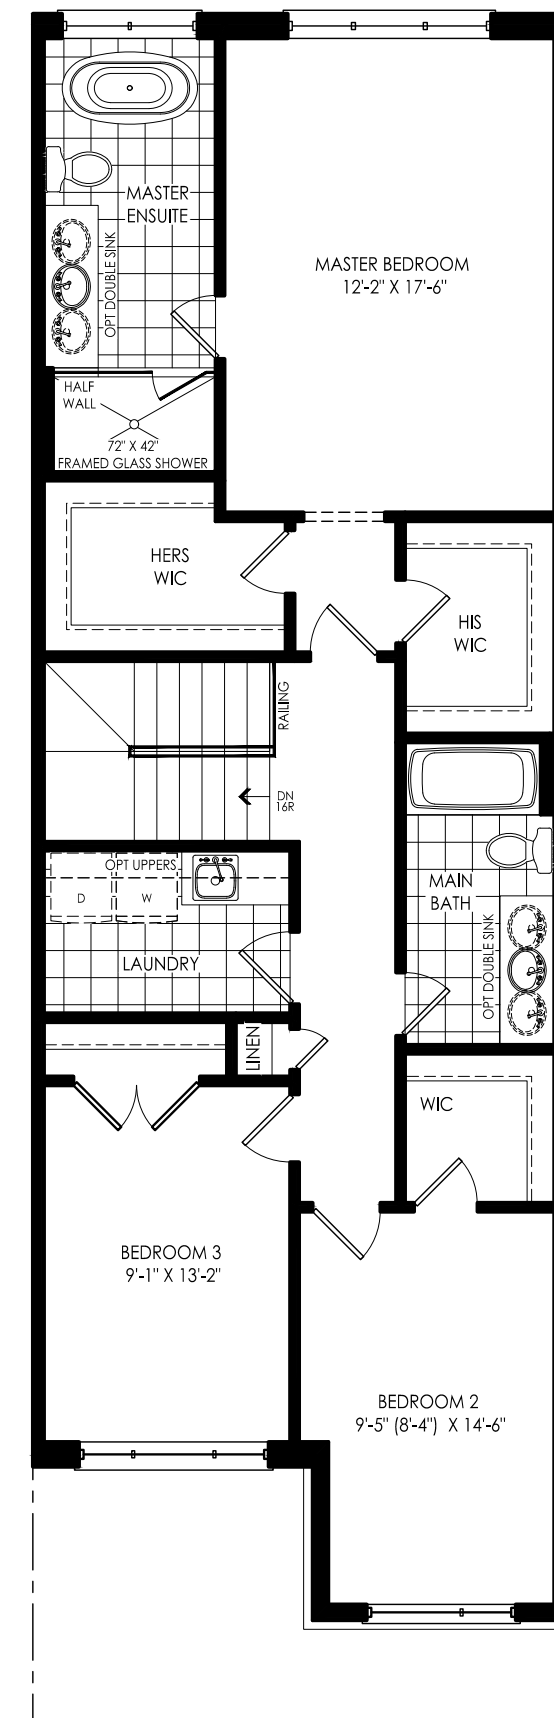 MASTER
ENSUITE
OPT DOUBLE SINK
MASTER BEDROOM
12'-2" X 17'-6"
HALF
WALL
72" X 42"
FRAMED GLASS SHOWER
HERS
WIC
HIS
WIC
RAILING
DN
16R
OPT UPPERS
D
W
LAUNDRY
MAIN
BATH
OPT DOUBLE SINK
LINEN
WIC
BEDROOM 3
9'-1" X 13'-2"
BEDROOM 2
9'-5" (8'-4") X 14'-6"